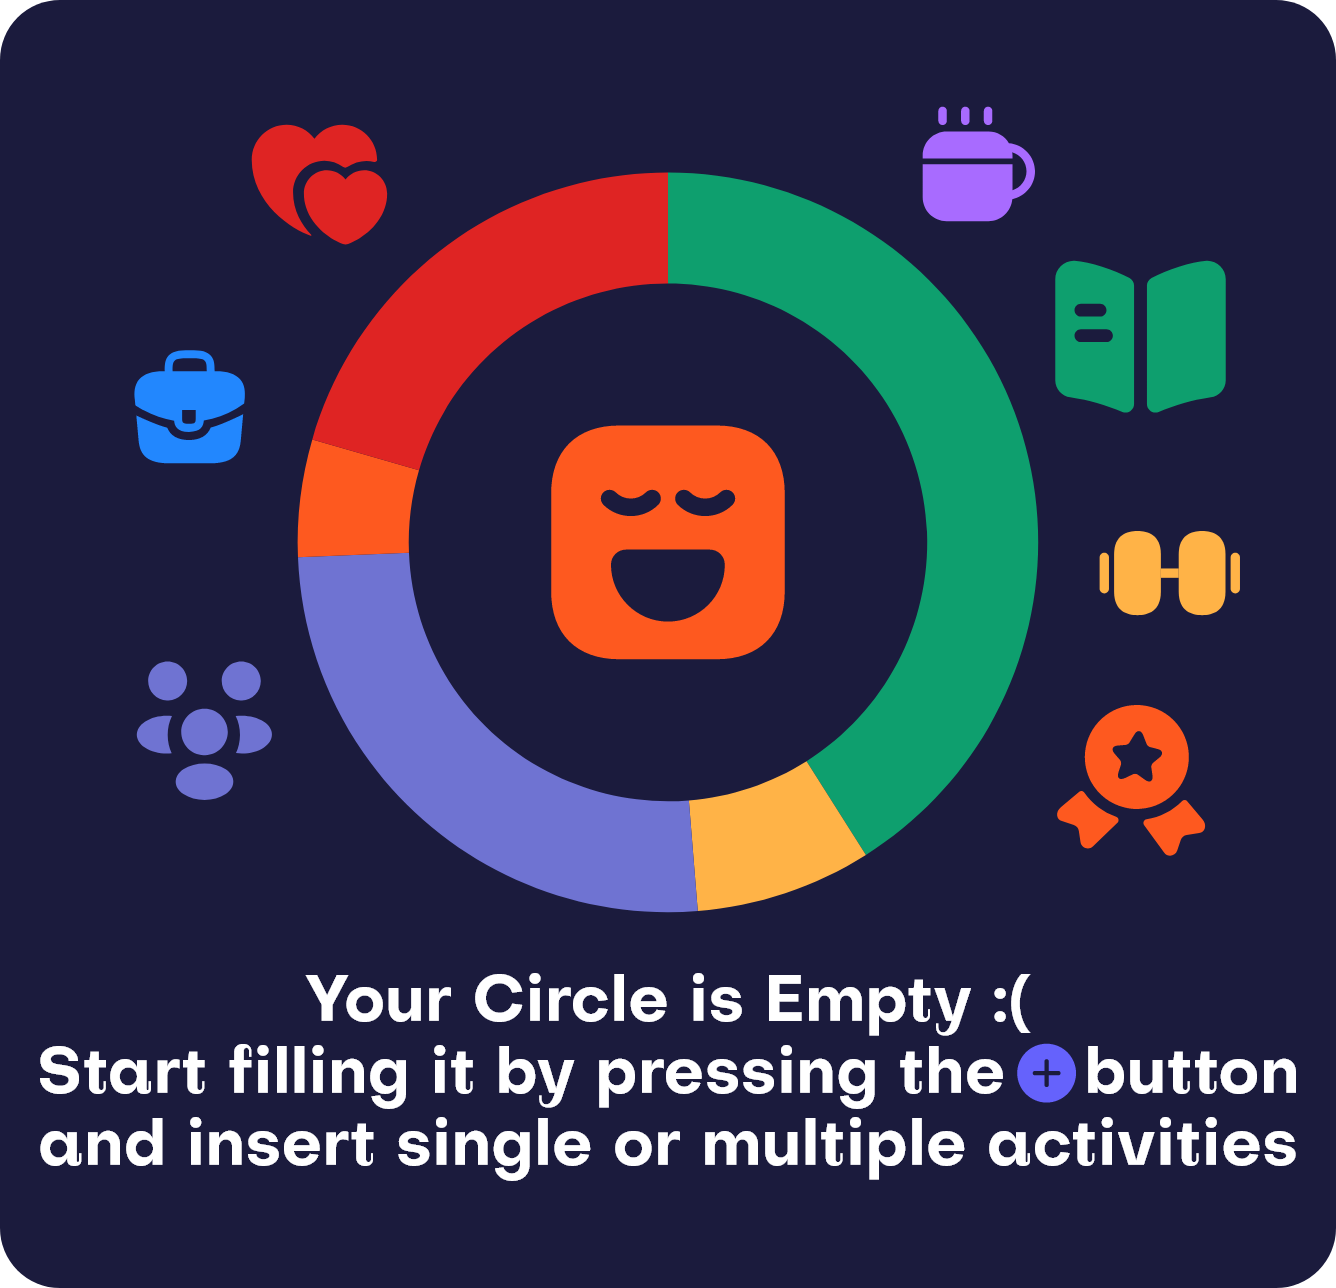 Your Circle is Empty :(
Start filling it by pressing the + button
and insert single or multiple activities